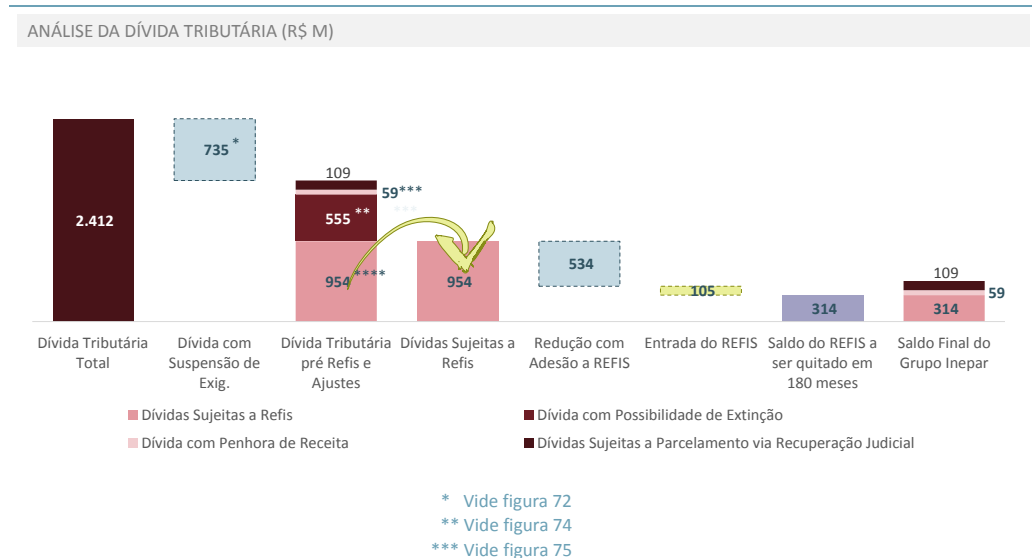 ANÁLISE DA DÍVIDA TRIBUTÁRIA (R$ M)
2.412
735 *
109
59***
555 **
954 ****
954
534
105
314
109
59
314
Dívida Tributária Total
Dívida com Suspensão de Exig.
Dívida Tributária pré Refis e Ajustes
Dívidas Sujeitas a Refis
Redução com Adesão a REFIS
Entrada do REFIS
Saldo do REFIS a ser quitado em 180 meses
Saldo Final do Grupo Inepar
Dívidas Sujeitas a Refis
Dívida com Possibilidade de Extinção
Dívida com Penhora de Receita
Dívidas Sujeitas a Parcelamento via Recuperação Judicial
* Vide figura 72
** Vide figura 74
*** Vide figura 75